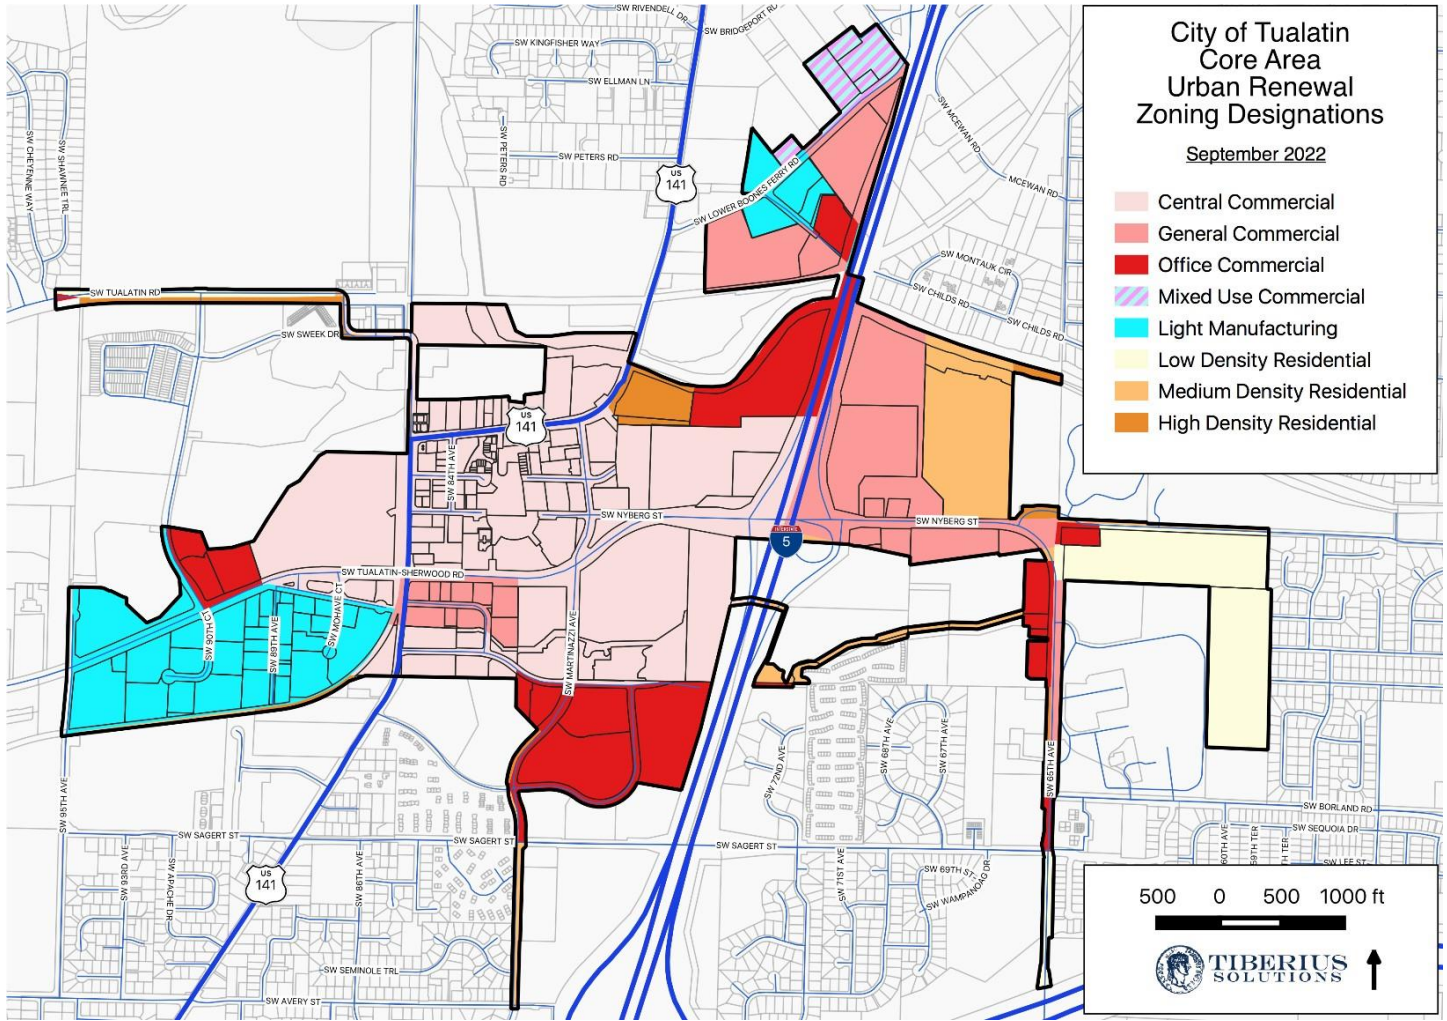 City of Tualatin
Core Area
Urban Renewal
Zoning Designations
September 2022
Central Commercial
General Commercial
Office Commercial
Mixed Use Commercial
Light Manufacturing
Low Density Residential
Medium Density Residential
High Density Residential
SW RIVENDELL DR
SW BRIDGEPORT RD
SW KINGFISHER WAY
SW ELLMAN LN
SW PETERS RD
SW PETERS RD
SW CHEYENNE WAY
SW SHAWNEE TRL
US
141
SW LOWER BOONES FERRY RD
SW MCEWAN RD
MCEWAN RD
SW MONTAUK CIR
SW CHILDS RD
SW CHILDS RD
SW TUALATIN RD
SW SWEEK DR
US
141
SW 84TH AVE
SW NYBERG ST
SW NYBERG ST
INTERSTATE
5
SW TUALATIN-SHERWOOD RD
SW 90TH CT
SW 89TH AVE
SW MOHAVE CT
SW MARTINAZZI AVE
SW 72ND AVE
SW 68TH AVE
SW 67TH AVE
SW 65TH AVE
SW 95TH AVE
SW BORLAND RD
SW SEQUOIA DR
SW LEE ST
60TH AVE
59TH TER
H TER
SW SAGERT ST
SW SAGERT ST
SW SAGERT ST
SW 93RD AVE
SW APACHE DR
US
141
SW 86TH AVE
SW 71ST AVE
SW 69TH ST
SW WAMPANOAG DR
SW SEMINOLE TRL
SW AVERY ST
500 0 500 1000 ft
TIBERIUS
SOLUTIONS